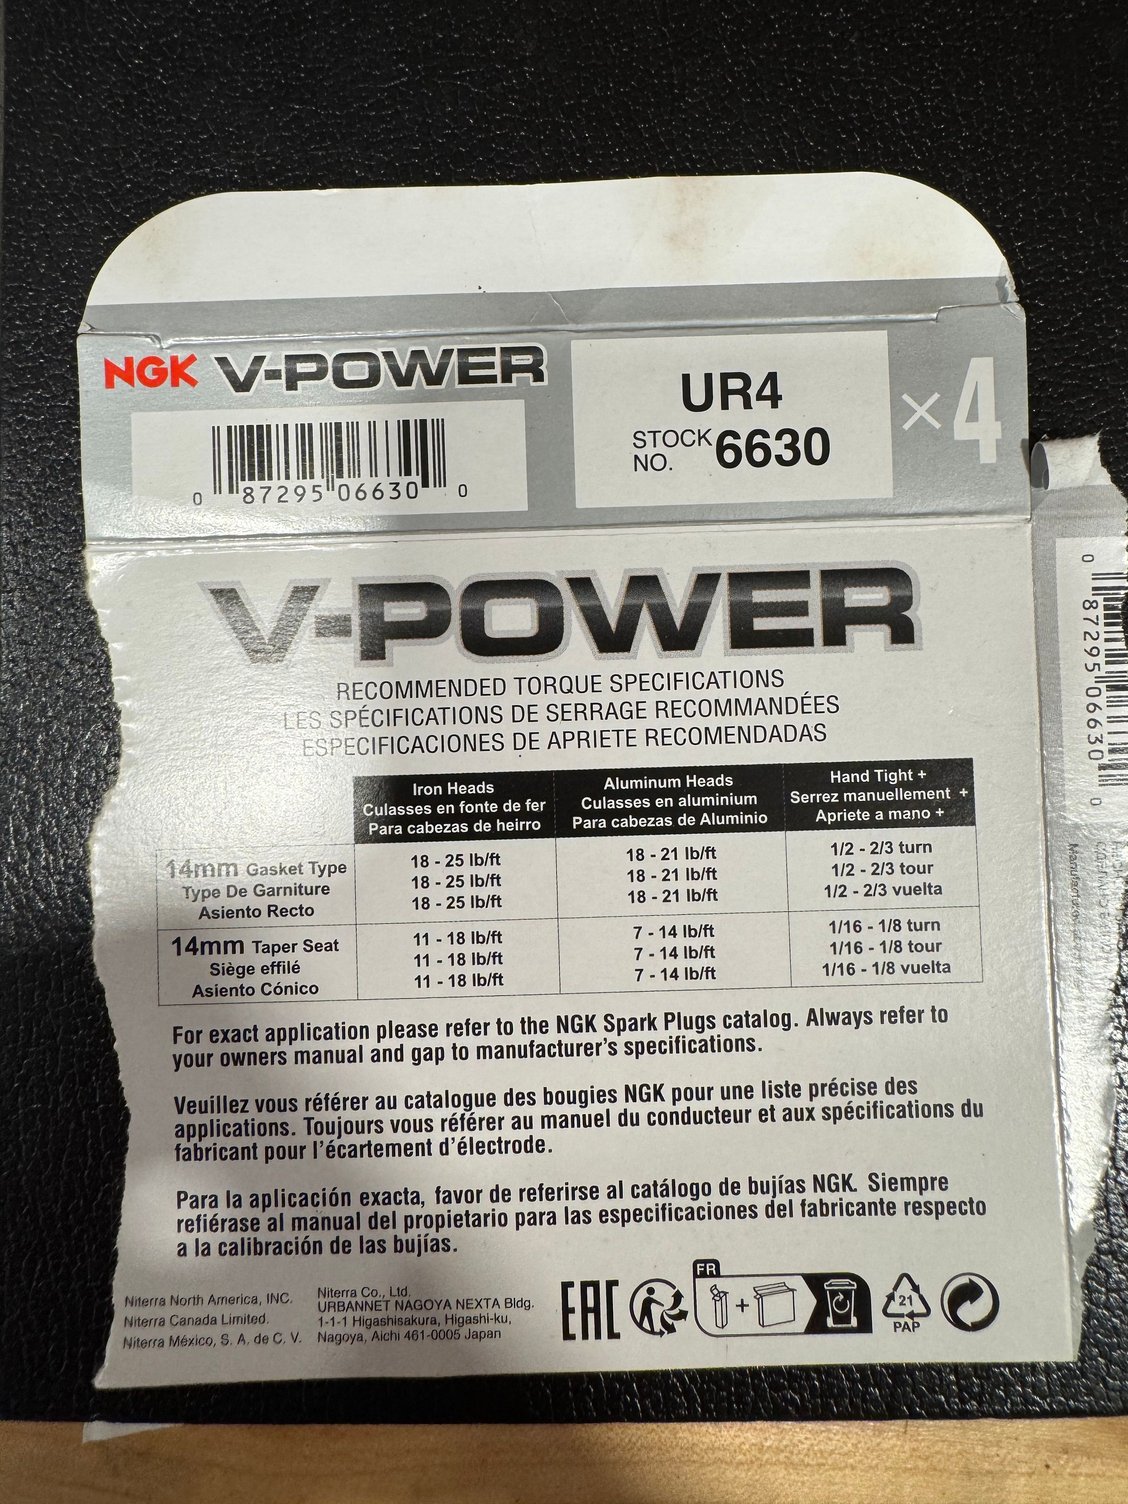 NGK V-POWER
0 87295 06630 0
UR4
STOCK NO. 6630
×4
V-POWER
RECOMMENDED TORQUE SPECIFICATIONS
LES SPÉCIFICATIONS DE SERRAGE RECOMMANDÉES
ESPECIFICACIONES DE APRIETE RECOMENDADAS
Iron Heads
Culasses en fonte de fer
Para cabezas de heirro
Aluminum Heads
Culasses en aluminium
Para cabezas de Aluminio
Hand Tight +
Serrez manuellement +
Apriete a mano +
14mm Gasket Type
Type De Garniture
Asiento Recto
18 - 25 lb/ft
18 - 25 lb/ft
18 - 25 lb/ft
18 - 21 lb/ft
18 - 21 lb/ft
18 - 21 lb/ft
1/2 - 2/3 turn
1/2 - 2/3 tour
1/2 - 2/3 vuelta
14mm Taper Seat
Siège effilé
Asiento Cónico
11 - 18 lb/ft
11 - 18 lb/ft
11 - 18 lb/ft
7 - 14 lb/ft
7 - 14 lb/ft
7 - 14 lb/ft
1/16 - 1/8 turn
1/16 - 1/8 tour
1/16 - 1/8 vuelta
For exact application please refer to the NGK Spark Plugs catalog. Always refer to
your owners manual and gap to manufacturer's specifications.
Veuillez vous référer au catalogue des bougies NGK pour une liste précise des
applications. Toujours vous référer au manuel du conducteur et aux spécifications du
fabricant pour l'écartement d'électrode.
Para la aplicación exacta, favor de referirse al catálogo de bujías NGK. Siempre
refiérase al manual del propietario para las especificaciones del fabricante respecto
a la calibración de las bujías.
Niterra North America, INC.
Niterra Canada Limited.
Niterra México, S. A. de C. V.
Niterra Co., Ltd.
URBANNET NAGOYA NEXTA Bldg.
1-1-1 Higashisakura, Higashi-ku,
Nagoya, Aichi 461-0005 Japan
EAC
FR
+
21
PAP
0 87295 06630 0